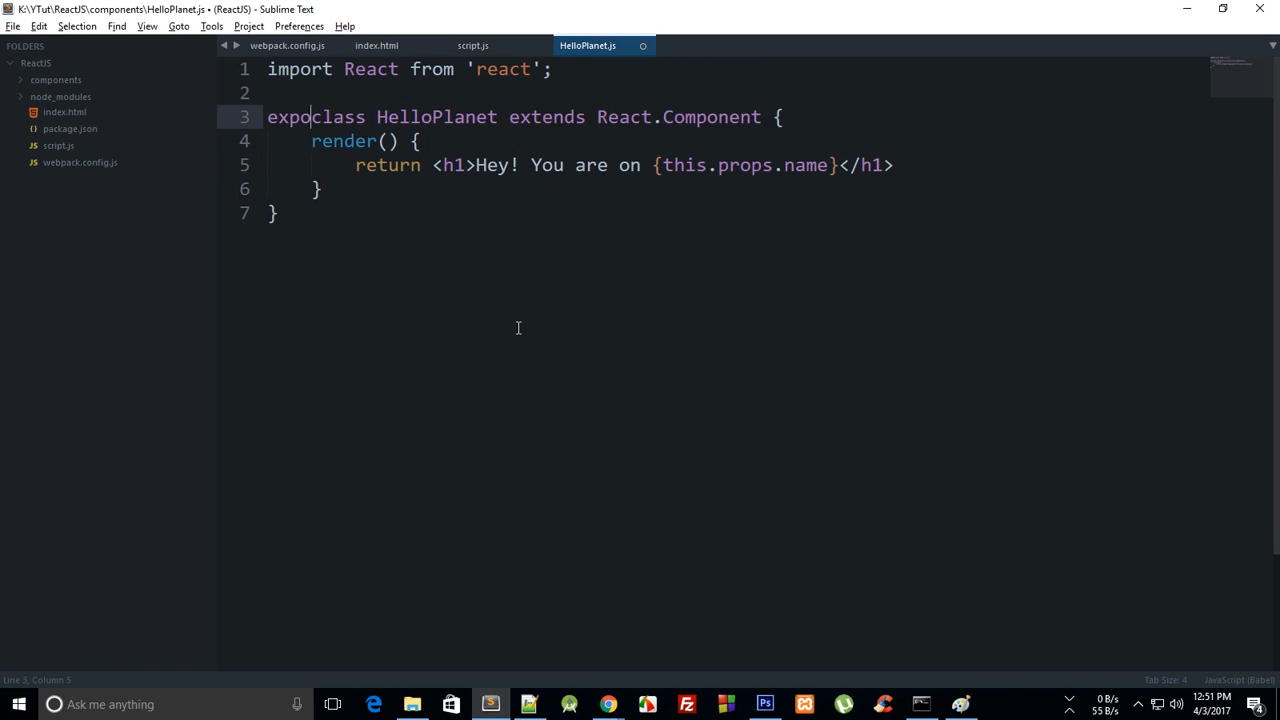 K:\YTut\ReactJS\components\HelloPlanet.js • (ReactJS) - Sublime Text
File Edit Selection Find View Goto Tools Project Preferences Help
FOLDERS
ReactJS
components
node_modules
index.html
package.json
script.js
webpack.config.js
webpack.config.js index.html script.js HelloPlanet.js
1 import React from 'react';
2
3 expoclass HelloPlanet extends React.Component {
4 render() {
5 return <h1>Hey! You are on {this.props.name}</h1>
6 }
7 }
Line 3, Column 5
Tab Size: 4 JavaScript (Babel)
Ask me anything
0 B/s
55 B/s
12:51 PM
4/3/2017
4